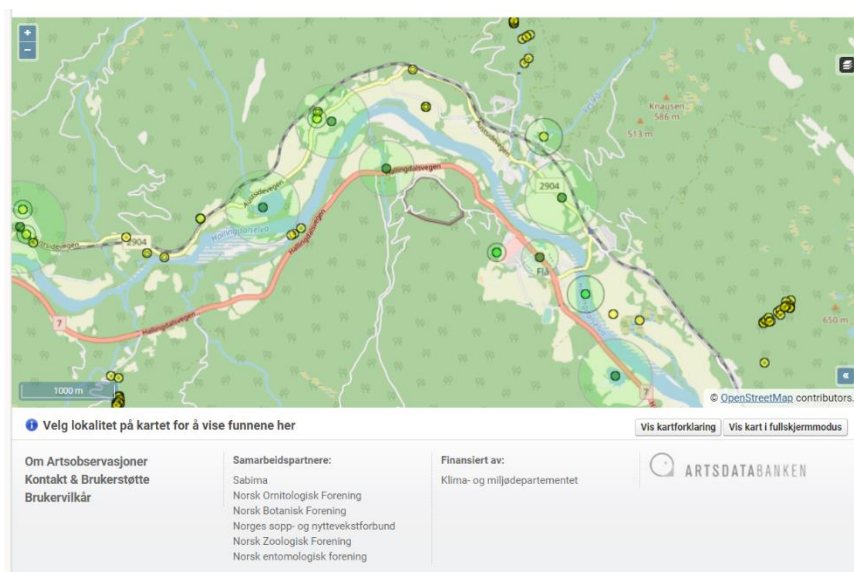 +
−
Knausen
586 m
513 m
2904
Hallingdalsvegen
Hallingdalselva
Hallingdalsvegen
2904
Flå
7
Hallingdalsvegen
650 m
7
«
1000 m
© OpenStreetMap contributors.
Velg lokalitet på kartet for å vise funnene her
Vis kartforklaring
Vis kart i fullskjermmodus
Om Artsobservasjoner
Kontakt & Brukerstøtte
Brukervilkår
Samarbeidspartnere:
Sabima
Norsk Ornitologisk Forening
Norsk Botanisk Forening
Norges sopp- og nyttevekstforbund
Norsk Zoologisk Forening
Norsk entomologisk forening
Finansiert av:
Klima- og miljødepartementet
ARTSDATABANKEN